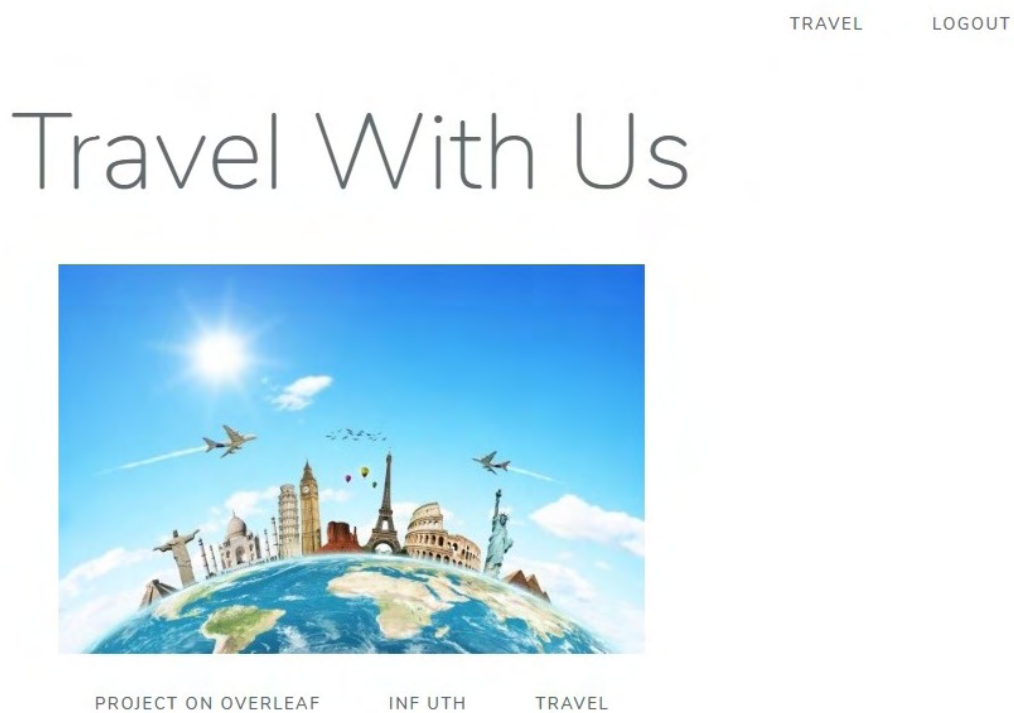 TRAVEL LOGOUT
Travel With Us
PROJECT ON OVERLEAF INF UTH TRAVEL